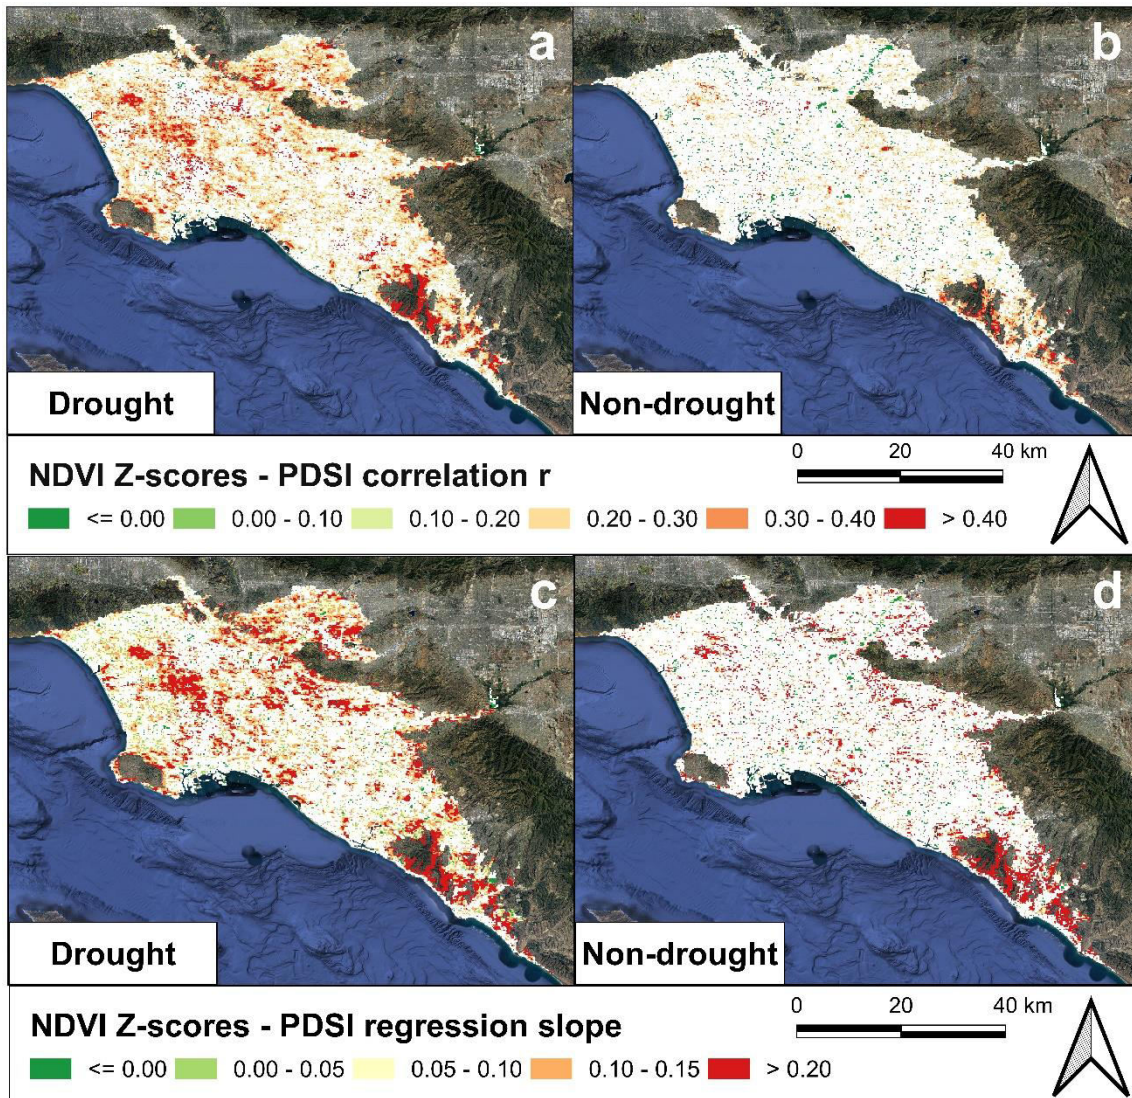 a
b
Drought
Non-drought
0 20 40 km
NDVI Z-scores - PDSI correlation r
<= 0.00 0.00 - 0.10 0.10 - 0.20 0.20 - 0.30 0.30 - 0.40 > 0.40
c
d
Drought
Non-drought
0 20 40 km
NDVI Z-scores - PDSI regression slope
<= 0.00 0.00 - 0.05 0.05 - 0.10 0.10 - 0.15 > 0.20